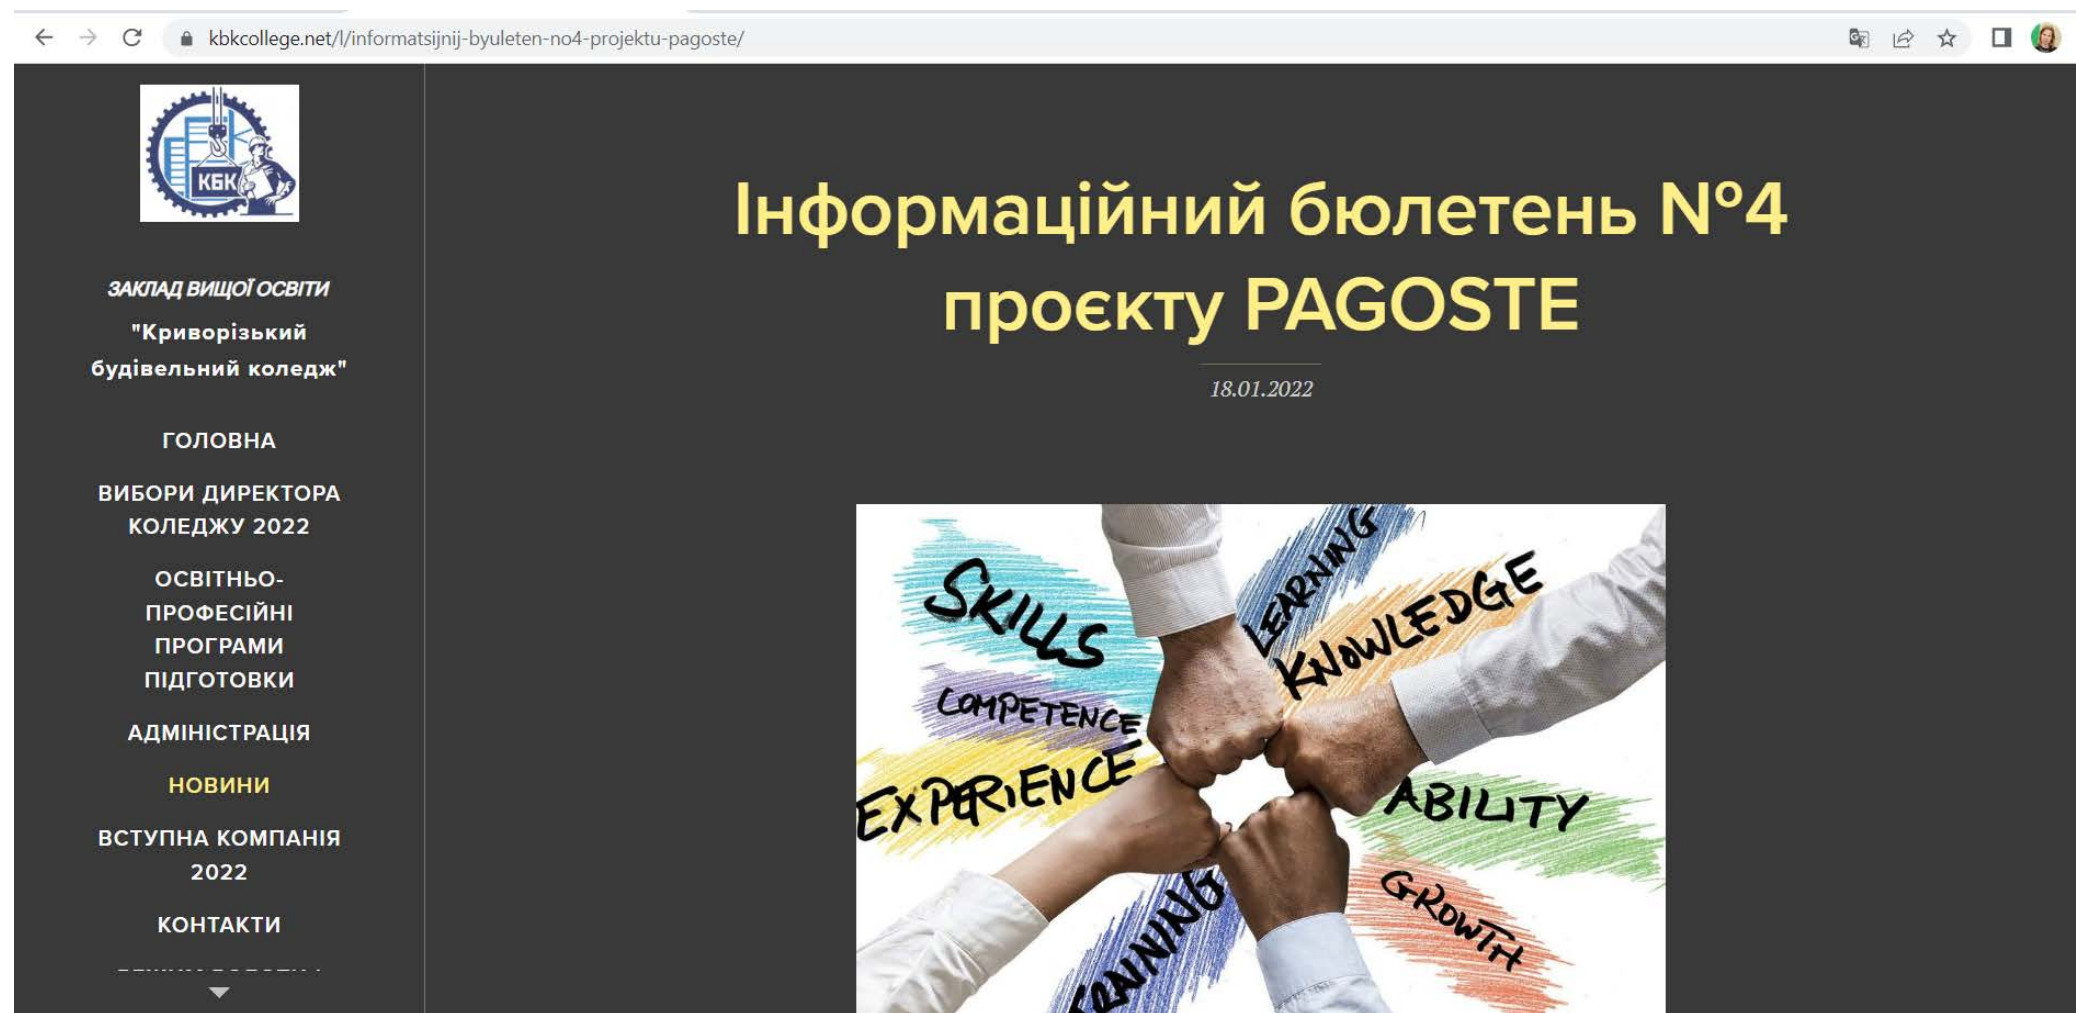 kbkcollege.net/l/informatsijnij-byuleten-no4-projektu-pagoste/
КБК
ЗАКЛАД ВИЩОЇ ОСВІТИ
"Криворізький
будівельний коледж"
ГОЛОВНА
ВИБОРИ ДИРЕКТОРА
КОЛЕДЖУ 2022
ОСВІТНЬО-
ПРОФЕСІЙНІ
ПРОГРАМИ
ПІДГОТОВКИ
АДМІНІСТРАЦІЯ
НОВИНИ
ВСТУПНА КОМПАНІЯ
2022
КОНТАКТИ
Інформаційний бюлетень №4
проєкту PAGOSTE
18.01.2022
SKILLS
LEARNING
KNOWLEDGE
COMPETENCE
EXPERIENCE
ABILITY
GROWTH
TRAINING